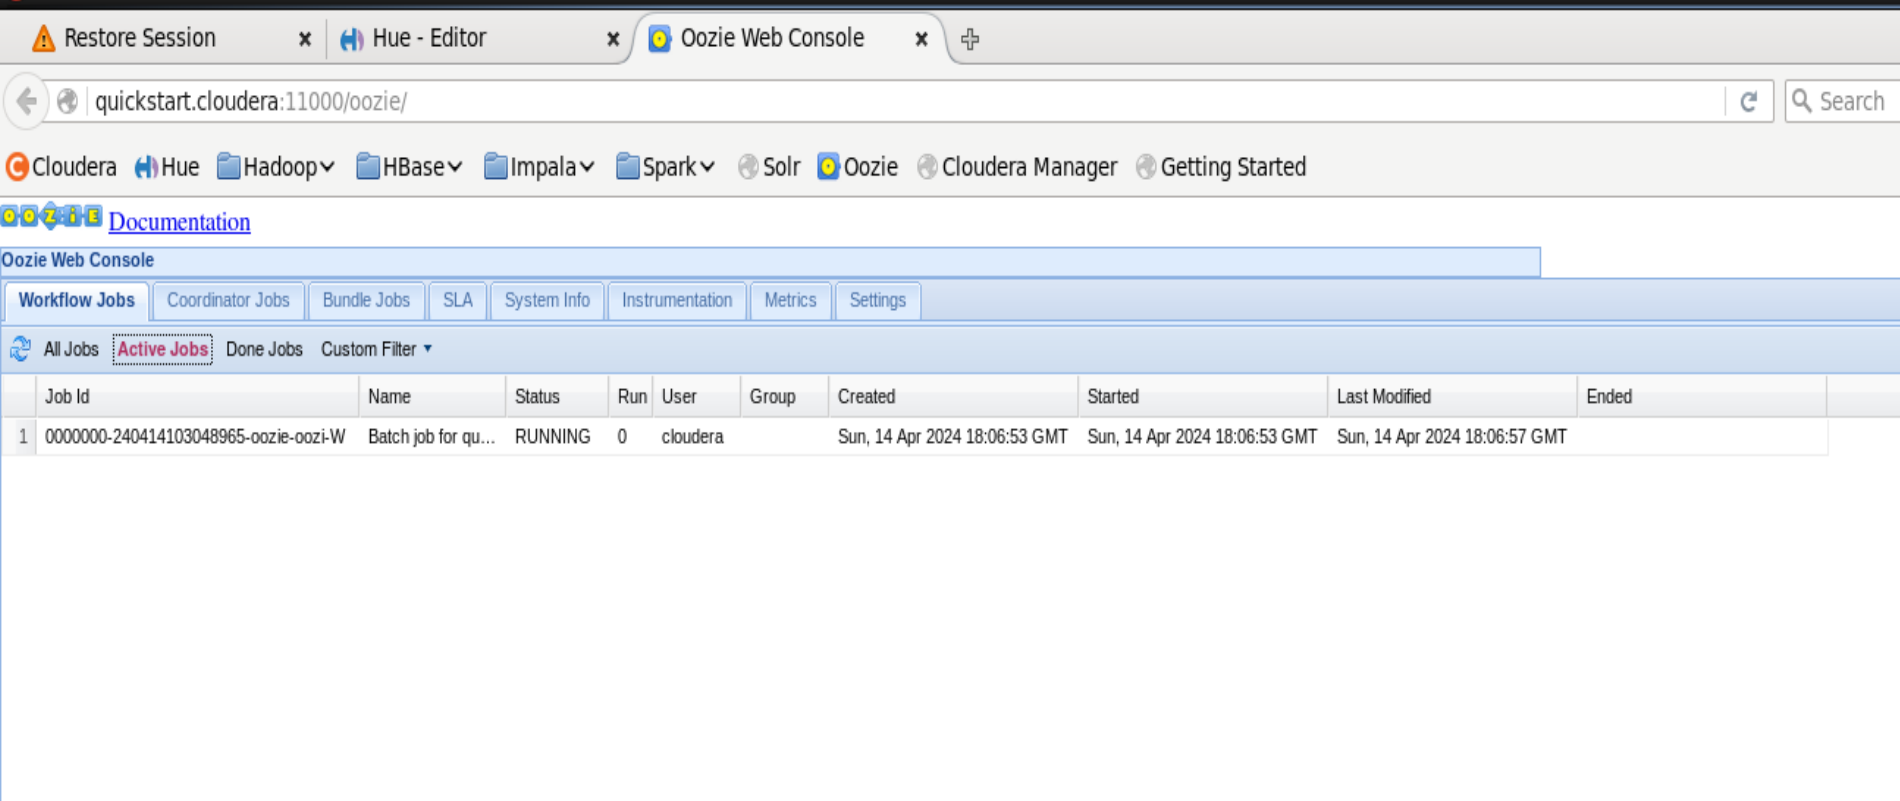 Restore Session Hue - Editor Oozie Web Console
quickstart.cloudera:11000/oozie/ Search
Cloudera Hue Hadoop HBase Impala Spark Solr Oozie Cloudera Manager Getting Started
OOZIE Documentation
Oozie Web Console
Workflow Jobs Coordinator Jobs Bundle Jobs SLA System Info Instrumentation Metrics Settings
All Jobs Active Jobs Done Jobs Custom Filter
Job Id Name Status Run User Group Created Started Last Modified Ended
1 0000000-240414103048965-oozie-oozi-W Batch job for qu... RUNNING 0 cloudera Sun, 14 Apr 2024 18:06:53 GMT Sun, 14 Apr 2024 18:06:53 GMT Sun, 14 Apr 2024 18:06:57 GMT